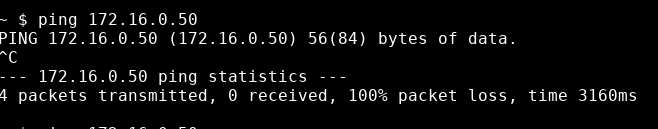 ~ $ ping 172.16.0.50
PING 172.16.0.50 (172.16.0.50) 56(84) bytes of data.
^C
--- 172.16.0.50 ping statistics ---
4 packets transmitted, 0 received, 100% packet loss, time 3160ms